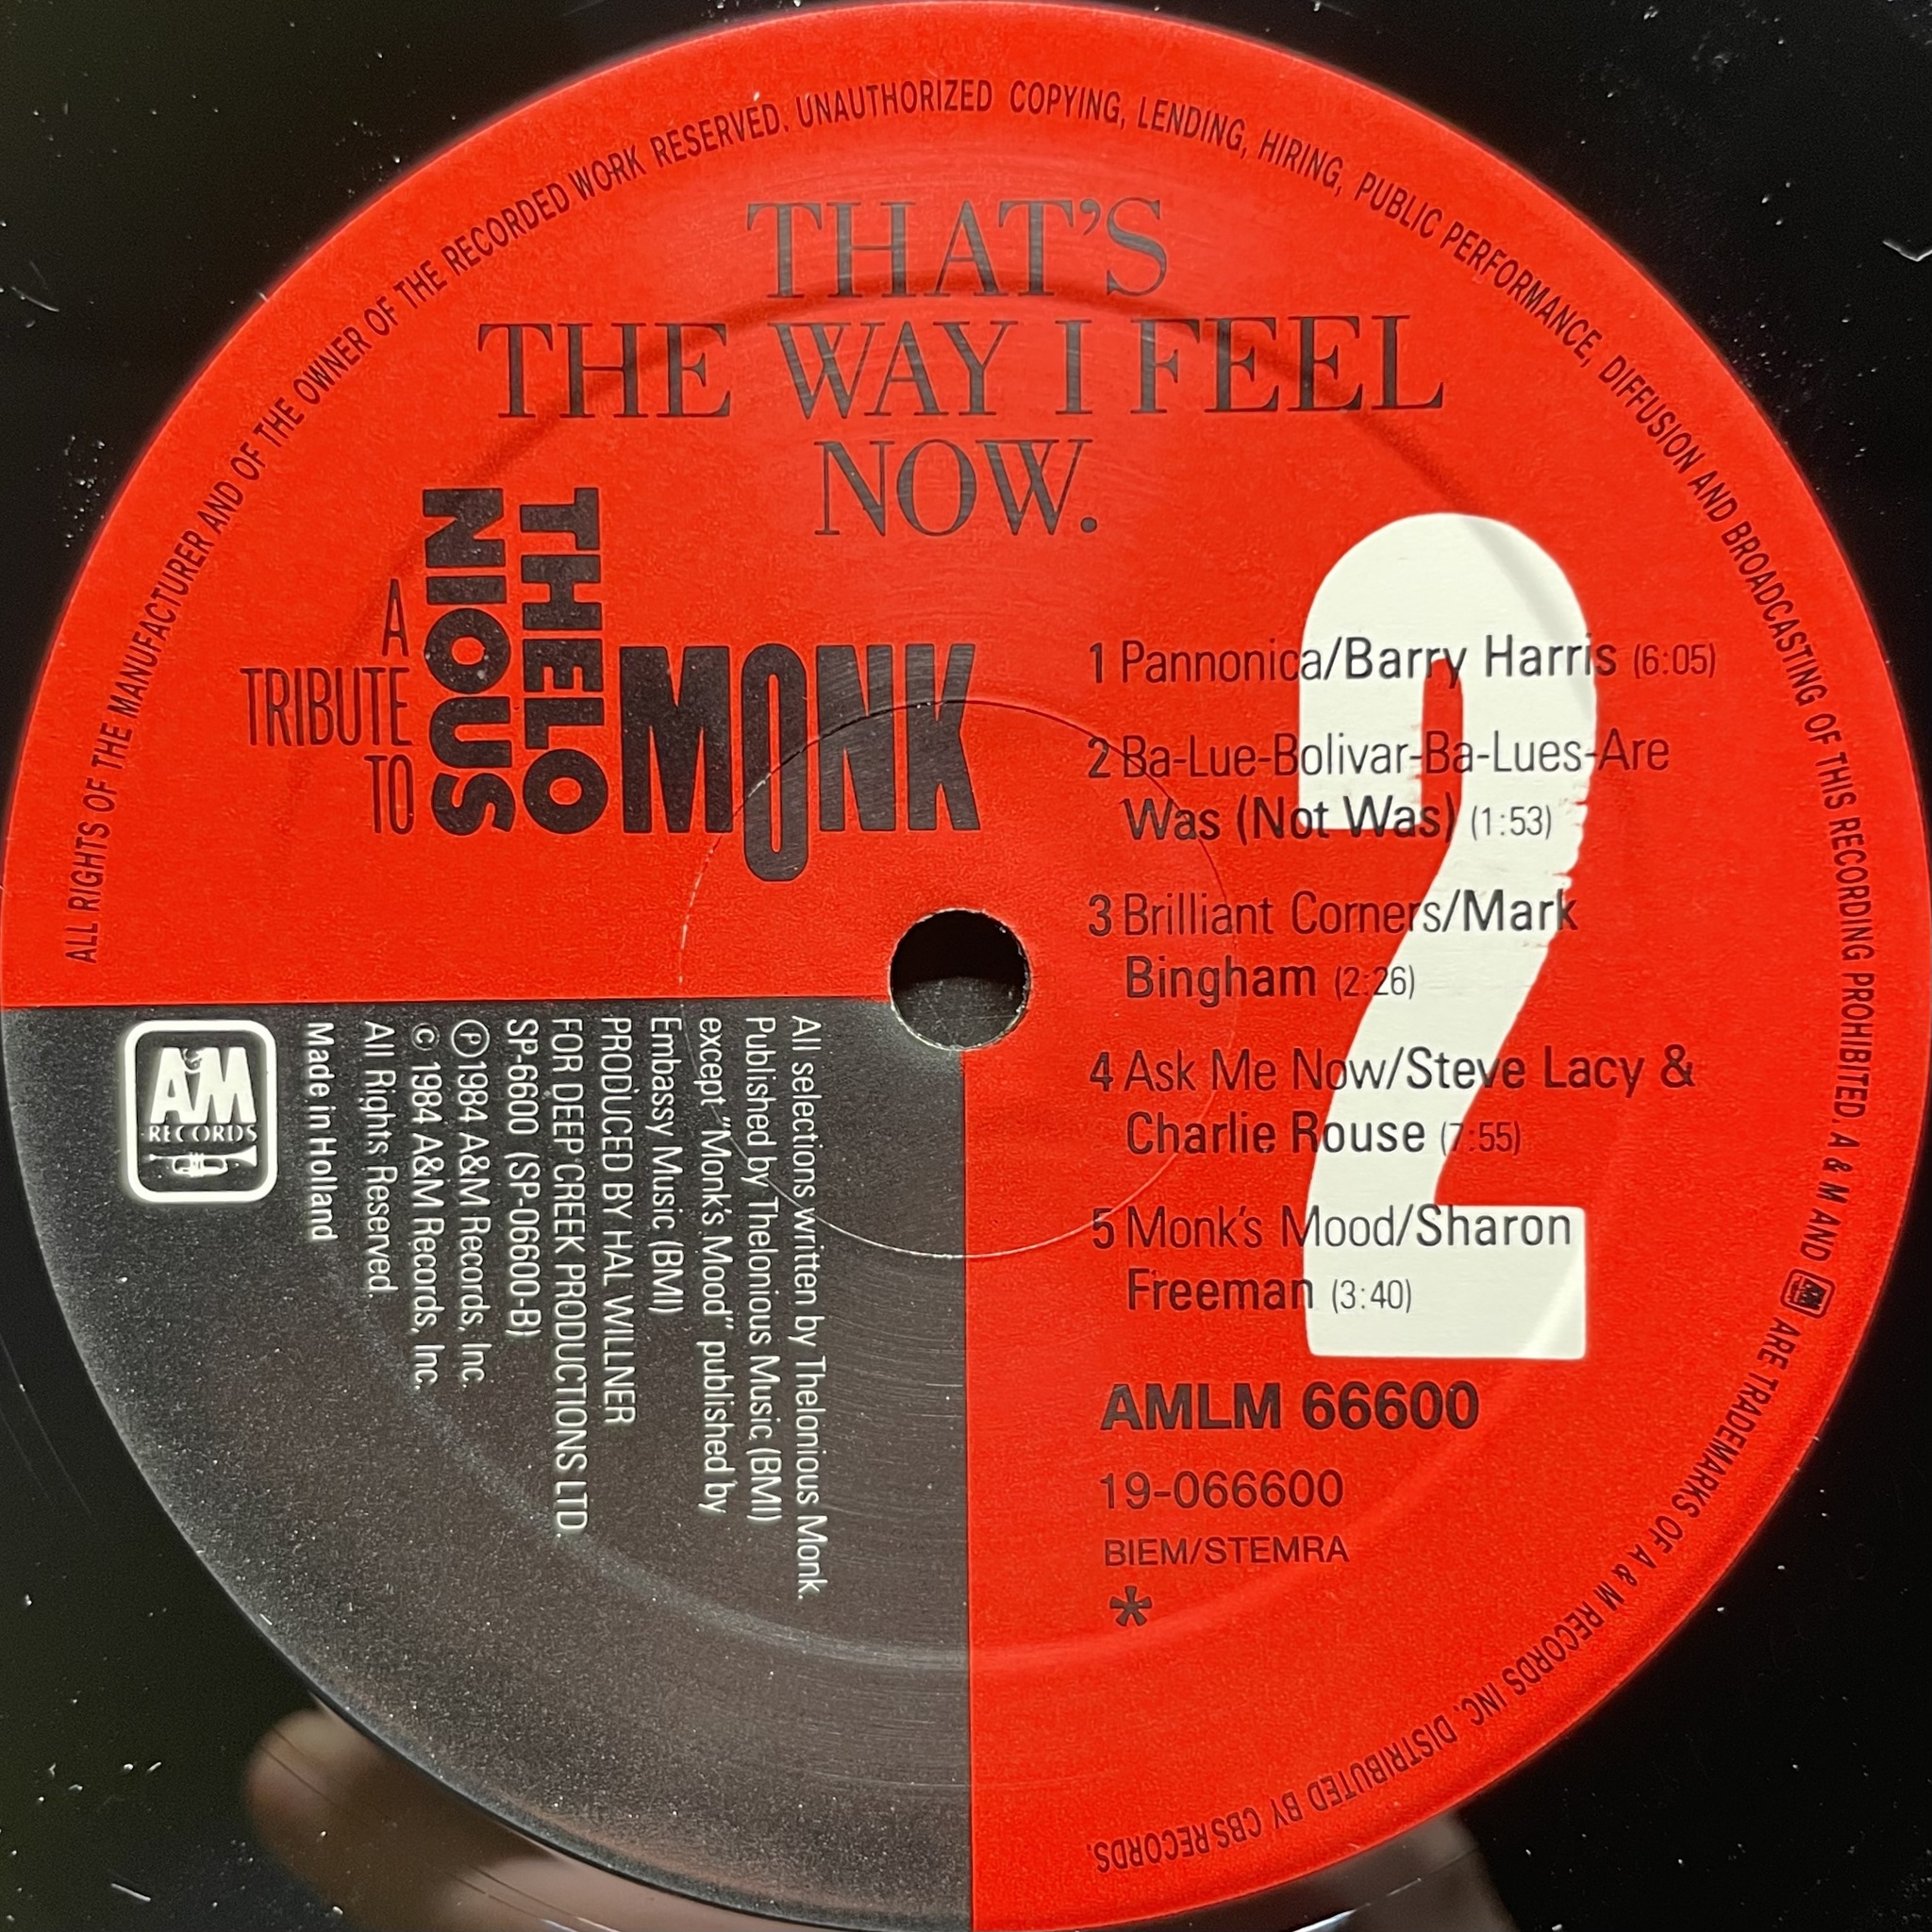 ALL RIGHTS OF THE MANUFACTURER AND OF THE OWNER OF THE RECORDED WORK RESERVED. UNAUTHORIZED COPYING, LENDING, HIRING, PUBLIC PERFORMANCE, DIFFUSION AND BROADCASTING OF THIS RECORDING PROHIBITED. A & M AND AM ARE TRADEMARKS OF A & M RECORDS INC. DISTRIBUTED BY CBS RECORDS.
THAT'S
THE WAY I FEEL
NOW.
A
TRIBUTE
TO
THELO
NIOUS
MONK
2
1 Pannonica/Barry Harris (6:05)
2 Ba-Lue-Bolivar-Ba-Lues-Are
Was (Not Was) (1:53)
3 Brilliant Corners/Mark
Bingham (2:26)
4 Ask Me Now/Steve Lacy &
Charlie Rouse (7:55)
5 Monk's Mood/Sharon
Freeman (3:40)
AMLM 66600
19-066600
BIEM/STEMRA
*
All selections written by Thelonious Monk.
Published by Thelonious Music, (BMI)
except "Monk's Mood" published by
Embassy Music, (BMI)
PRODUCED BY HAL WILLNER
FOR DEEP CREEK PRODUCTIONS LTD.
SP-6600 (SP-06600-B)
℗ 1984 A&M Records, Inc.
© 1984 A&M Records, Inc.
All Rights Reserved
Made in Holland
A&M
RECORDS